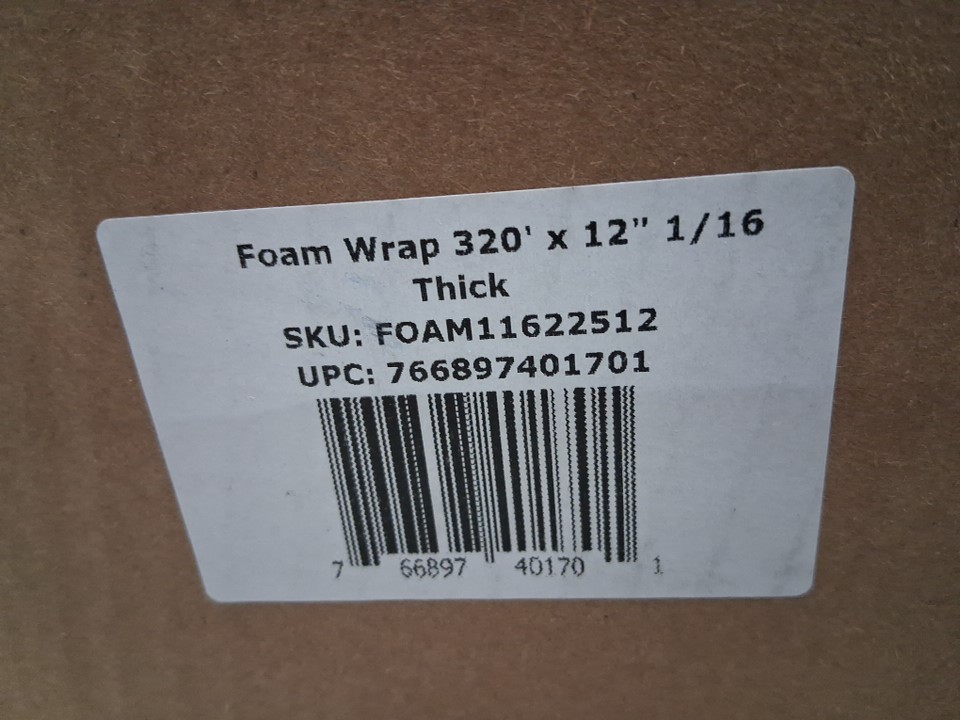 Foam Wrap 320' x 12" 1/16
Thick
SKU: FOAM11622512
UPC: 766897401701
7 66897 40170 1